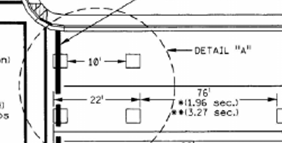 DETAIL "A"
10'
22'
76'
*(1.96 sec.)
**(3.27 sec.)